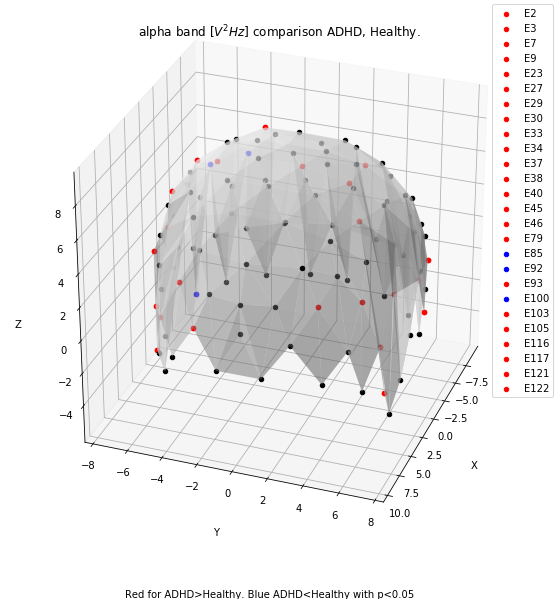 alpha band [V²Hz] comparison ADHD, Healthy.
E2
E3
E7
E9
E23
E27
E29
E30
E33
E34
E37
E38
E40
E45
E46
E79
E85
E92
E93
E100
E103
E105
E116
E117
E121
E122
8
6
4
2
0
−2
−4
Z
−8
−6
−4
−2
0
2
4
6
8
Y
−7.5
−5.0
−2.5
0.0
2.5
5.0
7.5
10.0
X
Red for ADHD>Healthy. Blue ADHD<Healthy with p<0.05